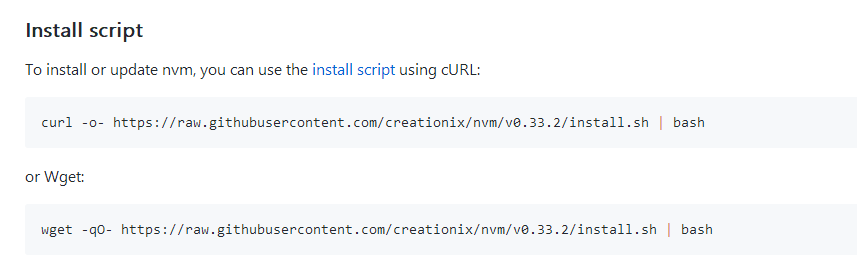 Install script
To install or update nvm, you can use the install script using cURL:
curl -o- https://raw.githubusercontent.com/creationix/nvm/v0.33.2/install.sh | bash
or Wget:
wget -qO- https://raw.githubusercontent.com/creationix/nvm/v0.33.2/install.sh | bash